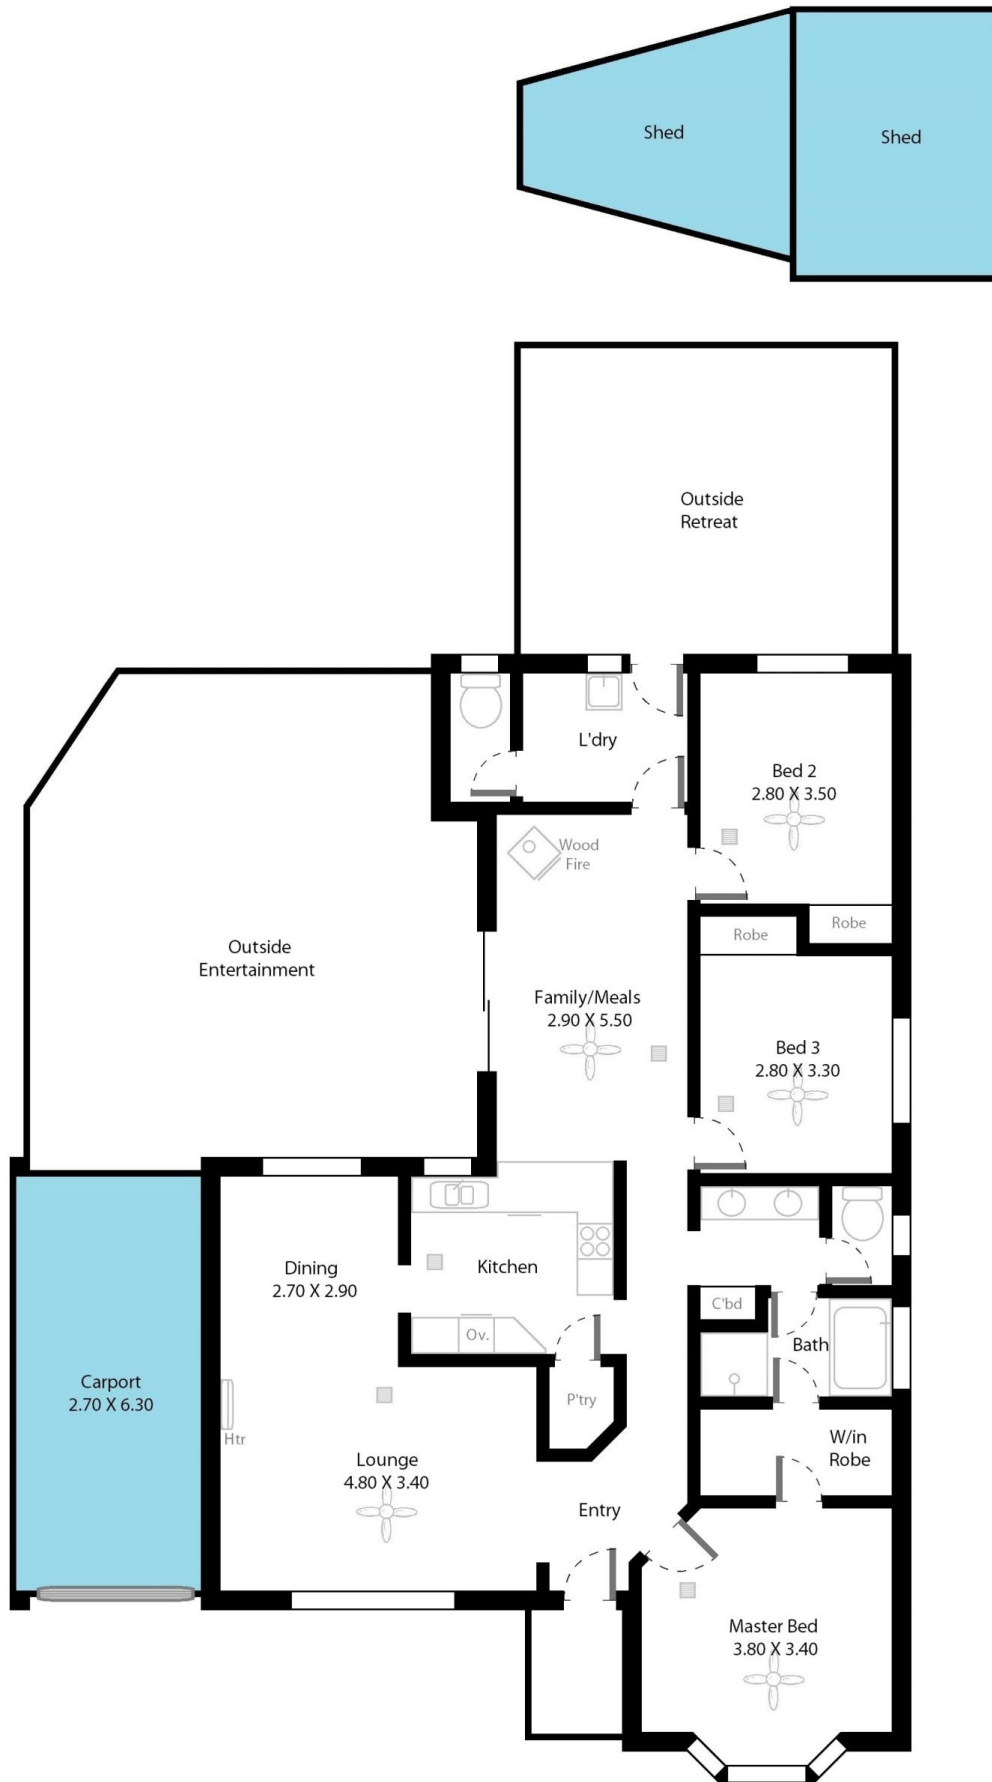 Shed
Shed
Outside
Retreat
L'dry
Bed 2
2.80 X 3.50
Wood
Fire
Robe
Robe
Outside
Entertainment
Family/Meals
2.90 X 5.50
Bed 3
2.80 X 3.30
Dining
2.70 X 2.90
Kitchen
C'bd
Ov.
Bath
Carport
2.70 X 6.30
P'try
Htr
W/in
Robe
Lounge
4.80 X 3.40
Entry
Master Bed
3.80 X 3.40